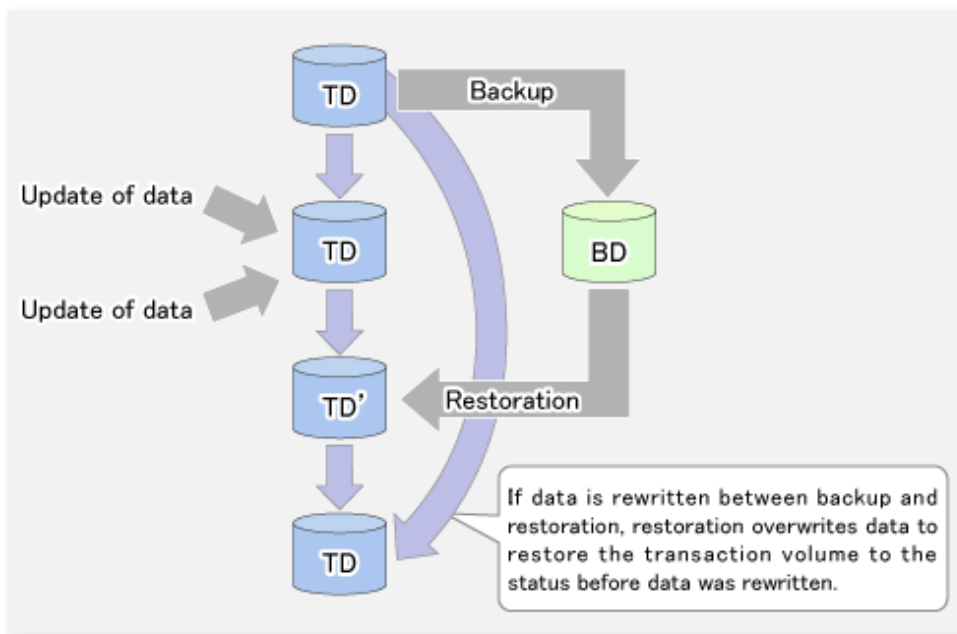 TD
Backup
Update of data
TD
BD
Update of data
TD’
Restoration
If data is rewritten between backup and
restoration, restoration overwrites data to
restore the transaction volume to the
status before data was rewritten.
TD